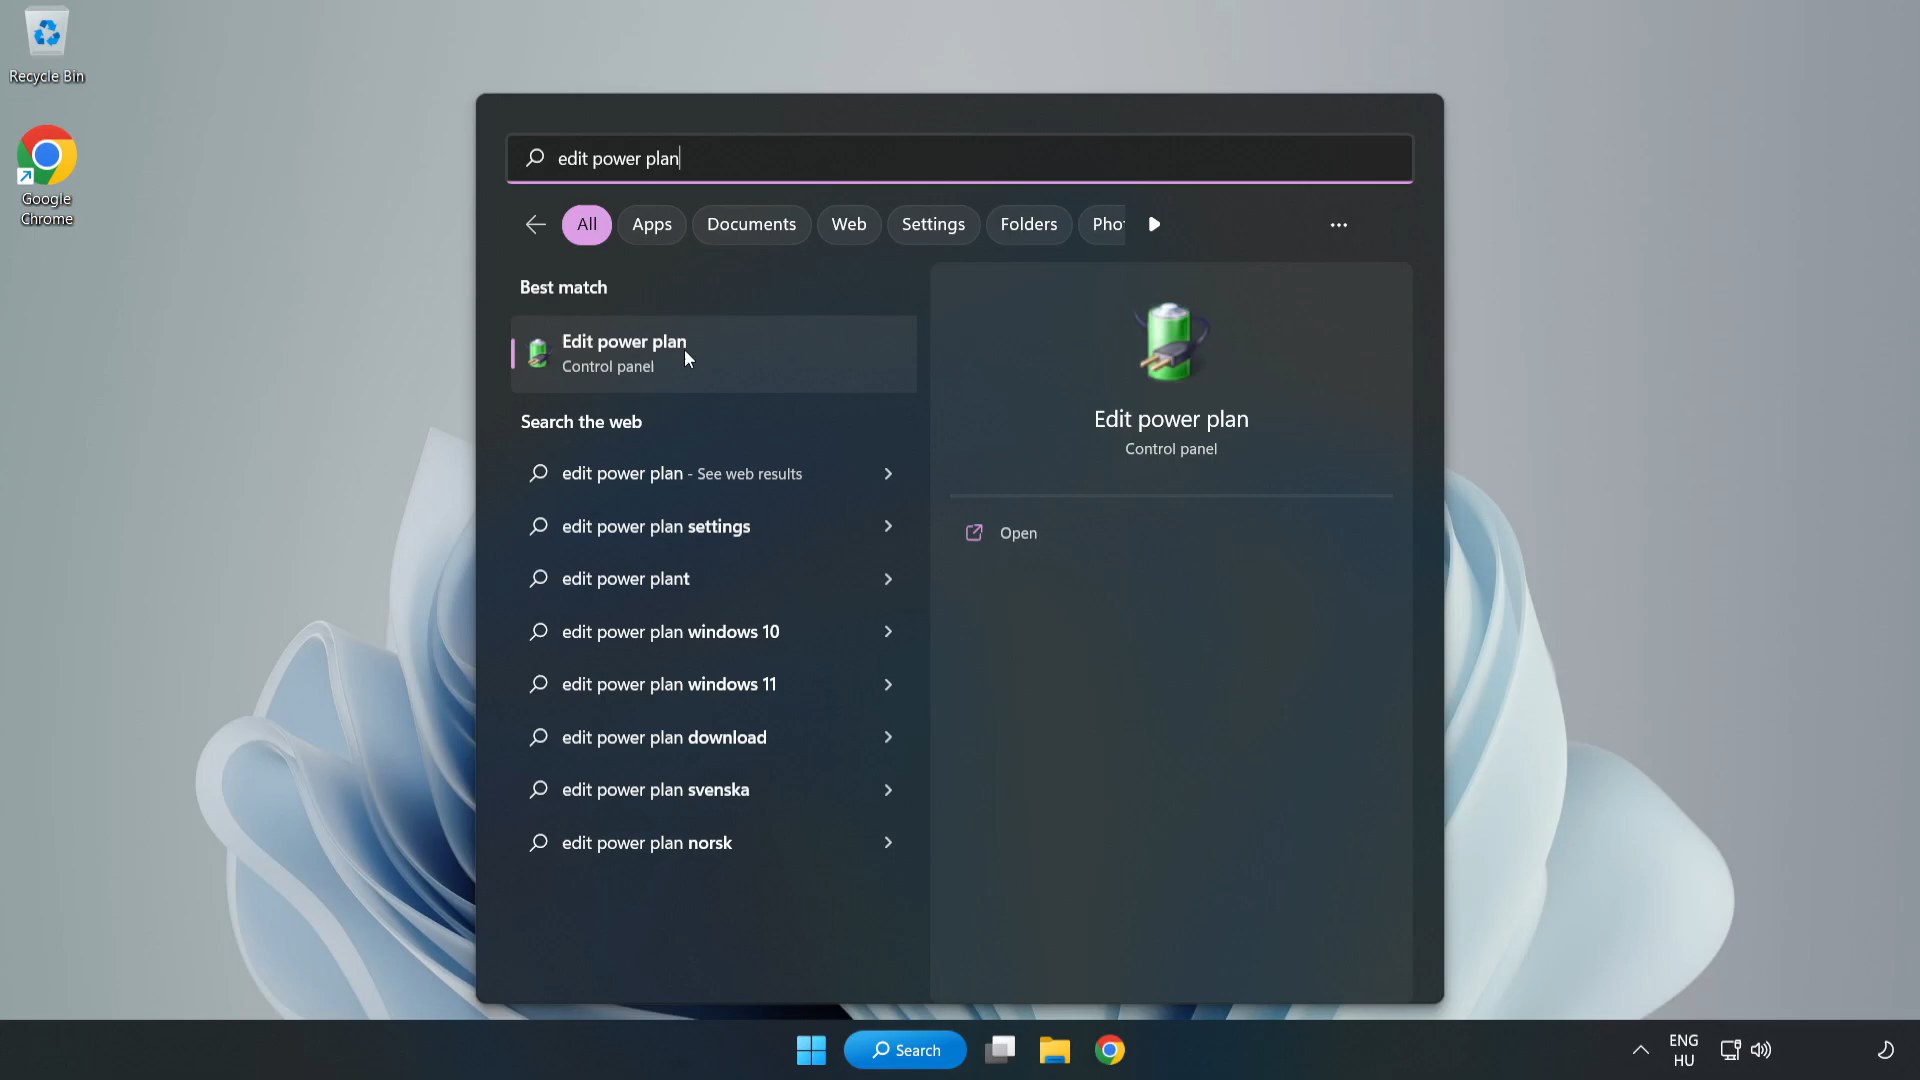 Recycle Bin
Google
Chrome
edit power plan
All
Apps
Documents
Web
Settings
Folders
Pho
Best match
Edit power plan
Control panel
Search the web
edit power plan - See web results
edit power plan settings
edit power plant
edit power plan windows 10
edit power plan windows 11
edit power plan download
edit power plan svenska
edit power plan norsk
Edit power plan
Control panel
Open
Search
ENG
HU